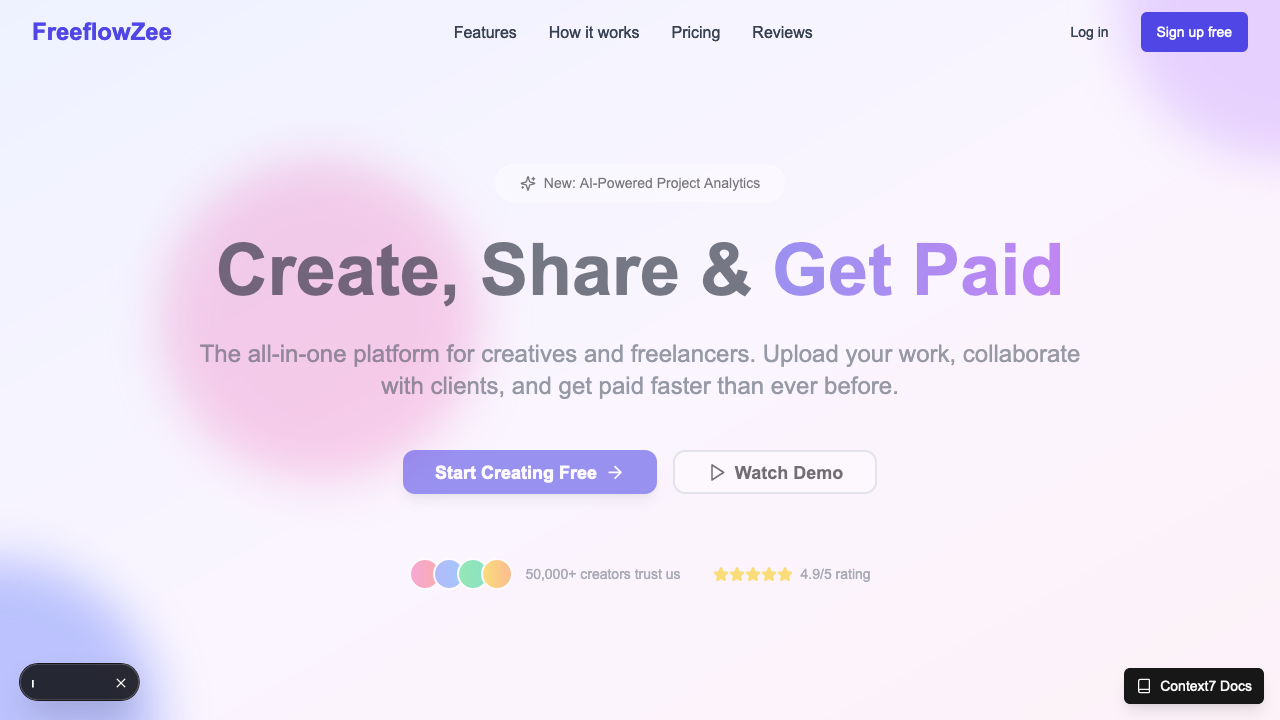 FreeflowZee
Features
How it works
Pricing
Reviews
Log in
Sign up free
New: AI-Powered Project Analytics
Create, Share & Get Paid
The all-in-one platform for creatives and freelancers. Upload your work, collaborate
with clients, and get paid faster than ever before.
Start Creating Free
Watch Demo
50,000+ creators trust us
4.9/5 rating
Context7 Docs